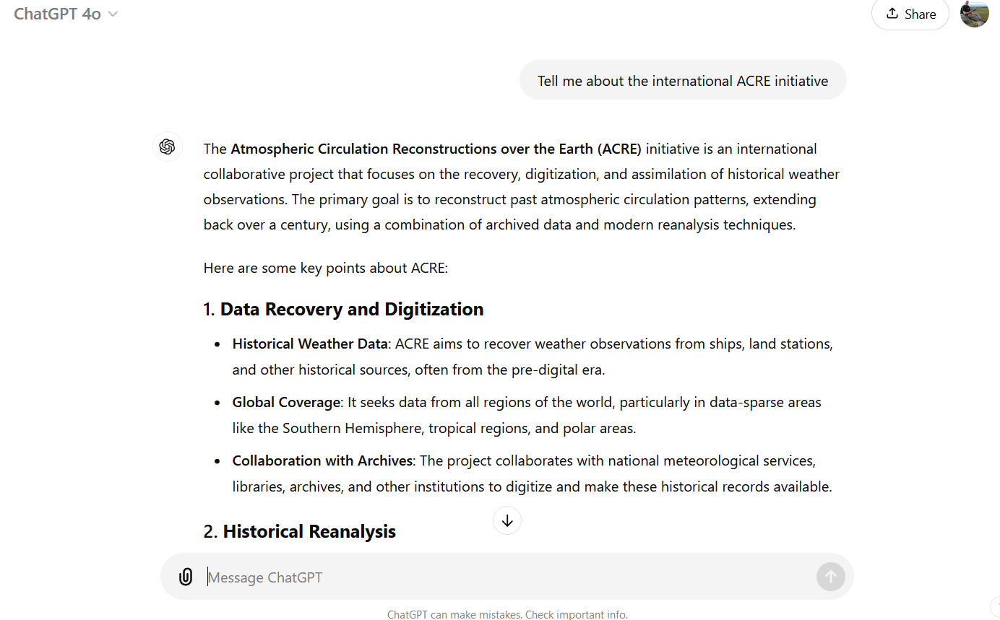 ChatGPT 4o
Share
Tell me about the international ACRE initiative
The Atmospheric Circulation Reconstructions over the Earth (ACRE) initiative is an international
collaborative project that focuses on the recovery, digitization, and assimilation of historical weather
observations. The primary goal is to reconstruct past atmospheric circulation patterns, extending
back over a century, using a combination of archived data and modern reanalysis techniques.
Here are some key points about ACRE:
1. Data Recovery and Digitization
• Historical Weather Data: ACRE aims to recover weather observations from ships, land stations,
and other historical sources, often from the pre-digital era.
• Global Coverage: It seeks data from all regions of the world, particularly in data-sparse areas
like the Southern Hemisphere, tropical regions, and polar areas.
• Collaboration with Archives: The project collaborates with national meteorological services,
libraries, archives, and other institutions to digitize and make these historical records available.
2. Historical Reanalysis
Message ChatGPT
ChatGPT can make mistakes. Check important info.